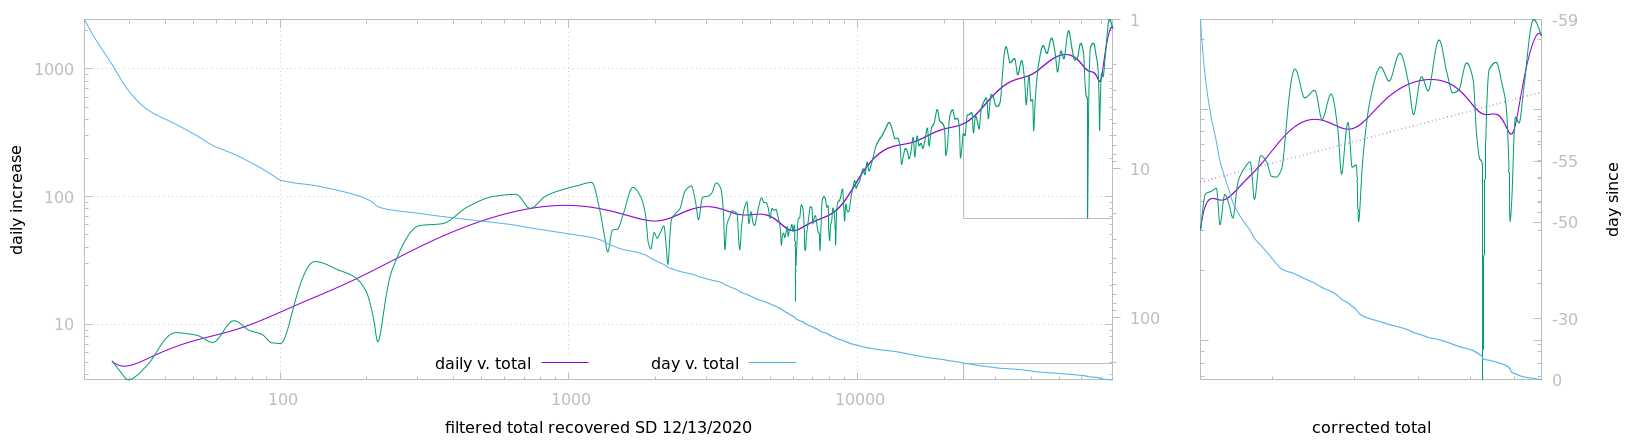 daily increase
1000
100
10
100
1000
10000
filtered total recovered SD 12/13/2020
daily v. total
day v. total
1
10
100
corrected total
-59
-55
-50
-30
0
day since